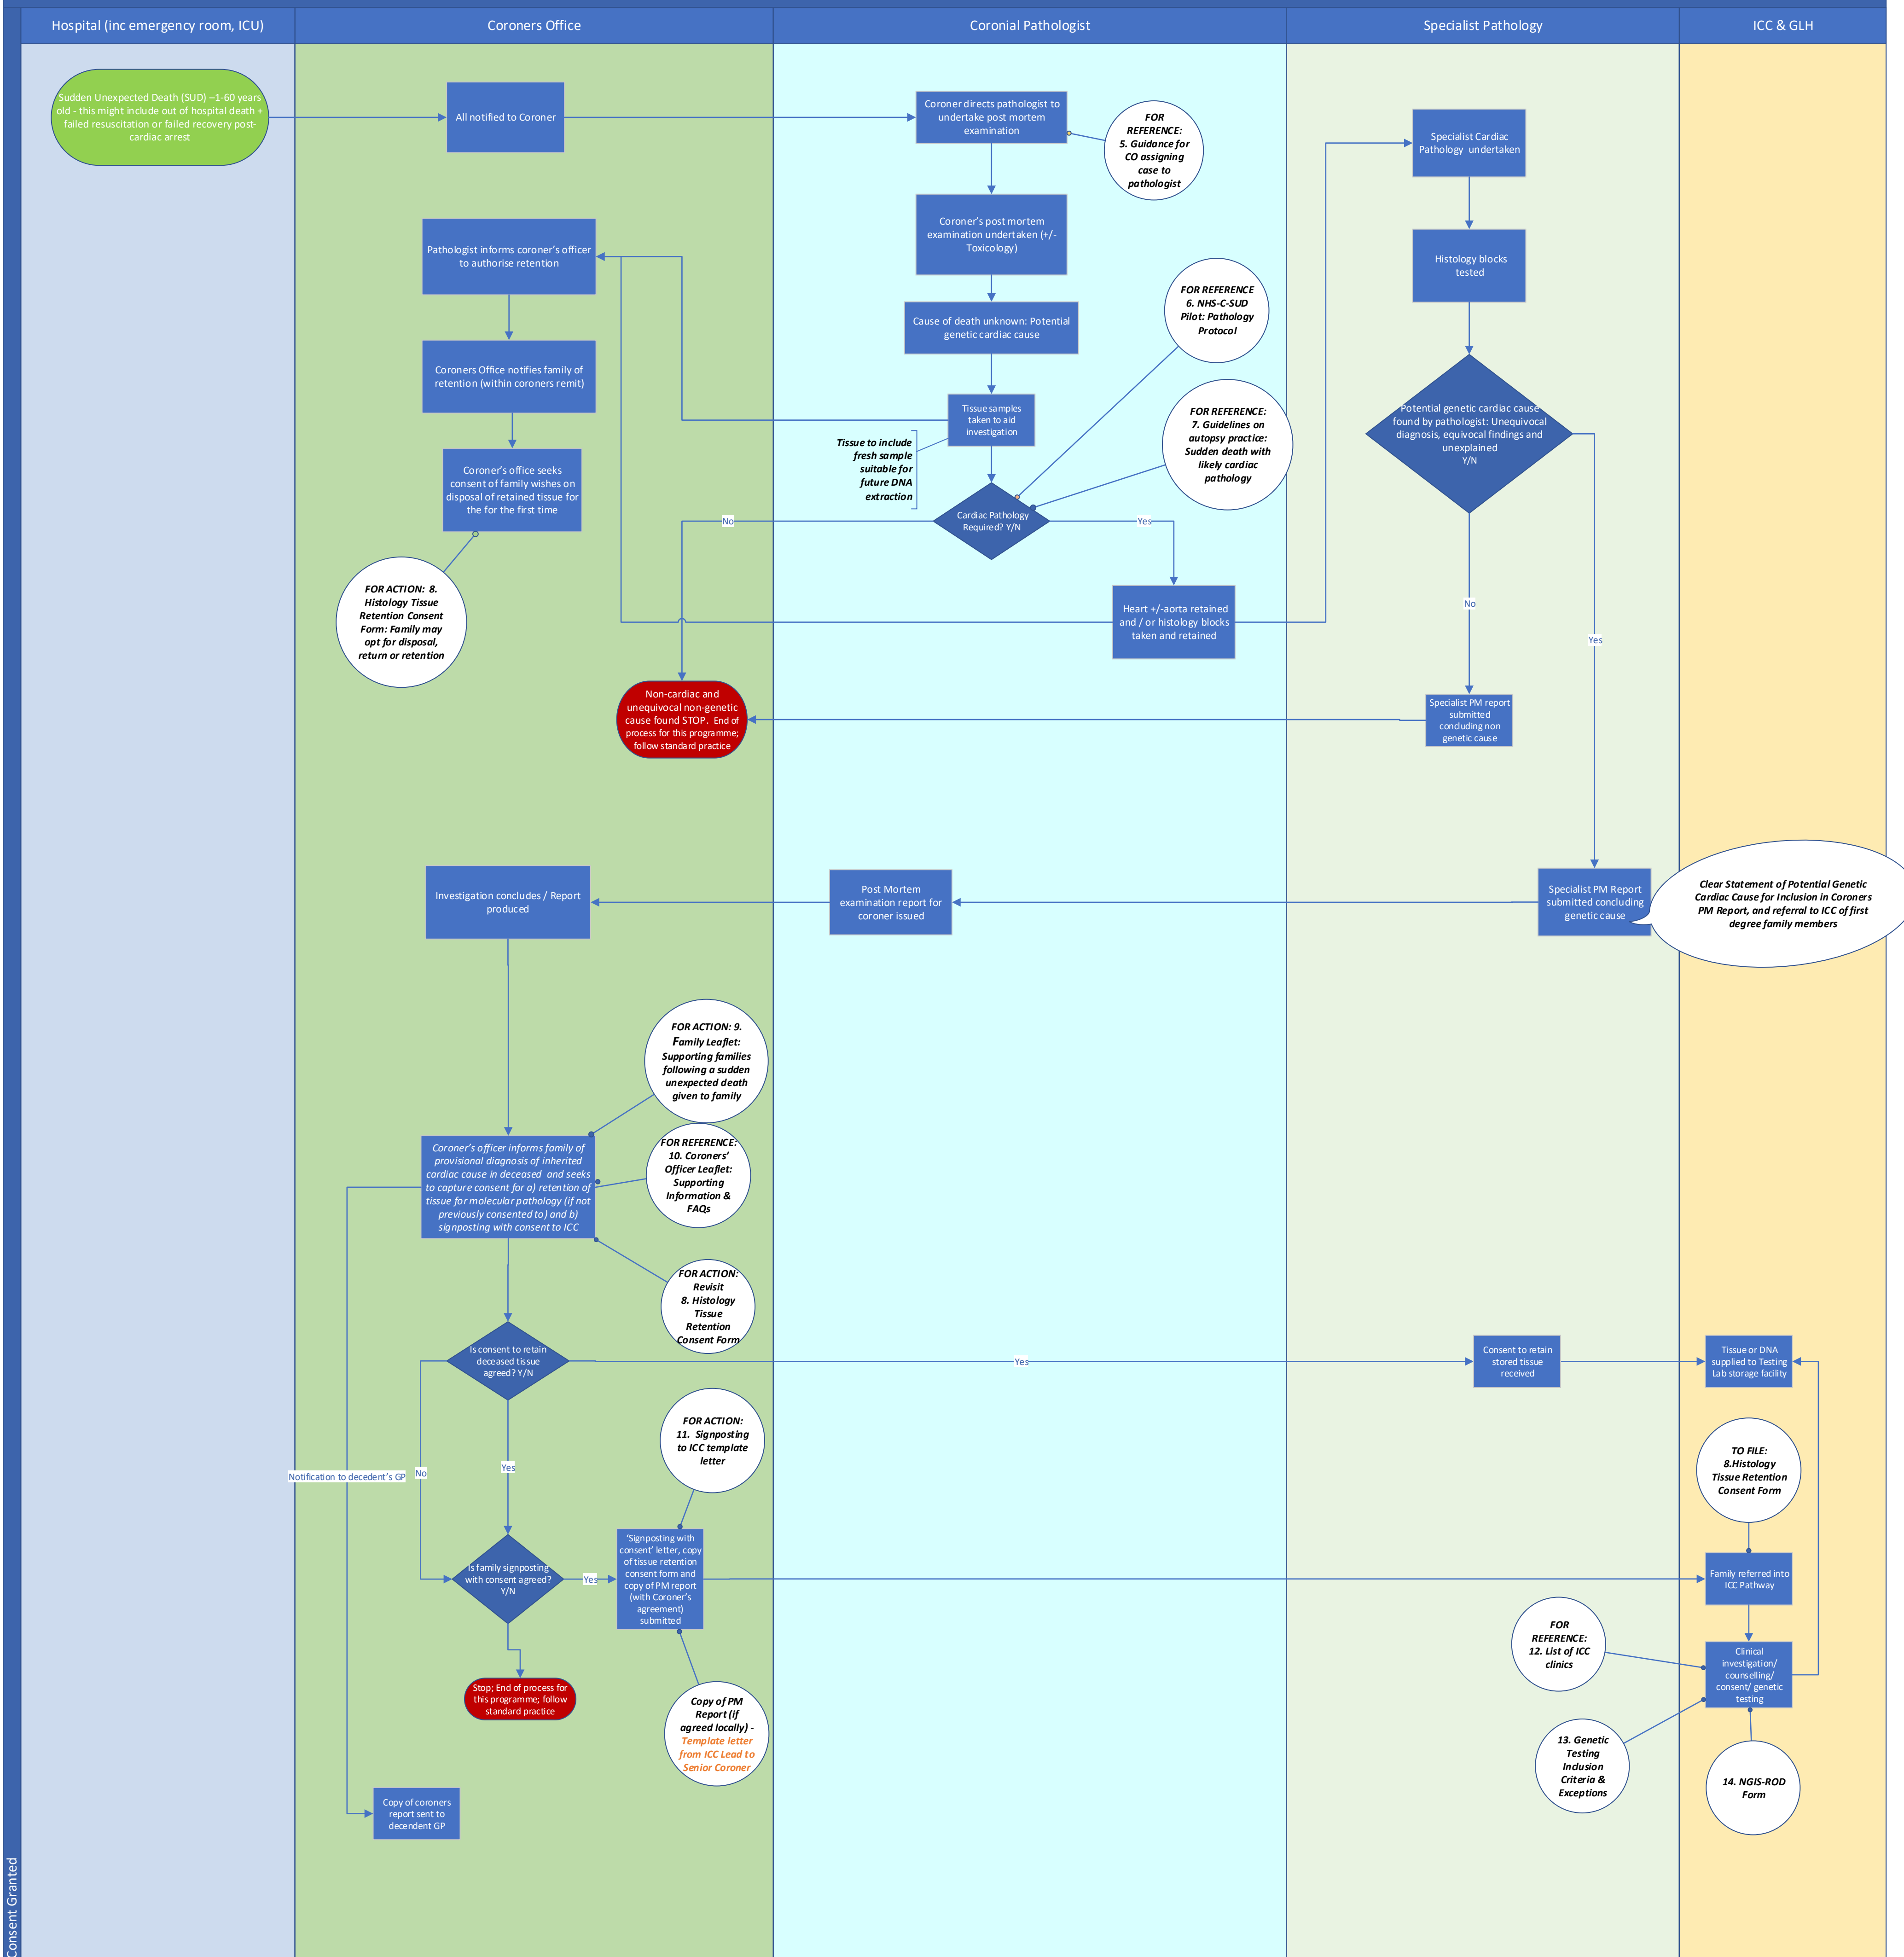 Hospital (inc emergency room, ICU)
Coroners Office
Coronial Pathologist
Specialist Pathology
ICC & GLH
Sudden Unexpected Death (SUD) ~1-60 years
old - this might include out of hospital death +
failed resuscitation or failed recovery post-
cardiac arrest
All notified to Coroner
Coroner directs pathologist to
undertake post mortem
examination
FOR
REFERENCE:
5. Guidance for
CO assigning
case to
pathologist
Specialist Cardiac
Pathology undertaken
Pathologist informs coroner's officer
to authorise retention
Coroner's post mortem
examination undertaken (+/-
Toxicology)
Histology blocks
tested
FOR REFERENCE
6. NHS-C-SUD
Pilot: Pathology
Protocol
Cause of death unknown: Potential
genetic cardiac cause
Coroners Office notifies family of
retention (within coroners remit)
Tissue samples
taken to aid
investigation
FOR REFERENCE:
7. Guidelines on
autopsy practice:
Sudden death with
likely cardiac
pathology
Potential genetic cardiac cause
found by pathologist: Unequivocal
diagnosis, equivocal findings and
unexplained
Y/N
Tissue to include
fresh sample
suitable for
future DNA
extraction
Coroner's office seeks
consent of family wishes on
disposal of retained tissue for
the for the first time
Cardiac Pathology
Required? Y/N
No
Yes
FOR ACTION: 8.
Histology Tissue
Retention Consent
Form: Family may
opt for disposal,
return or retention
Heart +/-aorta retained
and / or histology blocks
taken and retained
No
Yes
Non-cardiac and
unequivocal non-genetic
cause found STOP. End of
process for this programme;
follow standard practice
Specialist PM report
submitted
concluding non
genetic cause
Investigation concludes / Report
produced
Post Mortem
examination report for
coroner issued
Specialist PM Report
submitted concluding
genetic cause
Clear Statement of Potential Genetic
Cardiac Cause for Inclusion in Coroners
PM Report, and referral to ICC of first
degree family members
FOR ACTION: 9.
Family Leaflet:
Supporting families
following a sudden
unexpected death
given to family
Coroner's officer informs family of
provisional diagnosis of inherited
cardiac cause in deceased and seeks
to capture consent for a) retention of
tissue for molecular pathology (if not
previously consented to) and b)
signposting with consent to ICC
FOR REFERENCE:
10. Coroners'
Officer Leaflet:
Supporting
Information &
FAQs
FOR ACTION:
Revisit
8. Histology
Tissue
Retention
Consent Form
Is consent to retain
deceased tissue
agreed? Y/N
Yes
Consent to retain
stored tissue
received
Tissue or DNA
supplied to Testing
Lab storage facility
FOR ACTION:
11. Signposting
to ICC template
letter
Notification to decedent's GP
No
Yes
TO FILE:
8.Histology
Tissue Retention
Consent Form
Is family signposting
with consent agreed?
Y/N
Yes
'Signposting with
consent' letter, copy
of tissue retention
consent form and
copy of PM report
(with Coroner's
agreement)
submitted
Family referred into
ICC Pathway
FOR
REFERENCE:
12. List of ICC
clinics
Clinical
investigation/
counselling/
consent/ genetic
testing
Stop; End of process for
this programme; follow
standard practice
Copy of PM
Report (if
agreed locally) -
Template letter
from ICC Lead to
Senior Coroner
13. Genetic
Testing
Inclusion
Criteria &
Exceptions
14. NGIS-ROD
Form
Copy of coroners
report sent to
decendent GP
Consent Granted